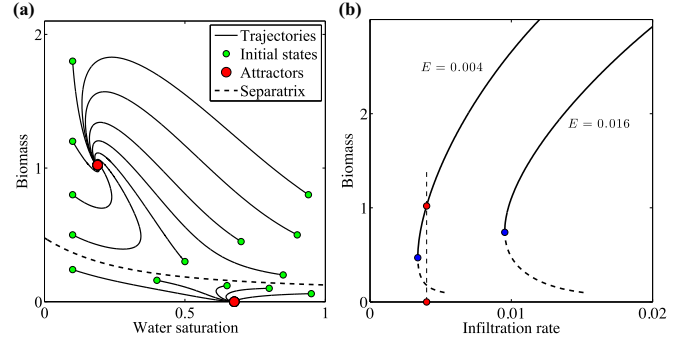 (a)
2
1
0
0
0.5
1
Biomass
Water saturation
Trajectories
Initial states
Attractors
Separatrix
(b)
2
1
0
0
0.01
0.02
Biomass
Infiltration rate
E = 0.004
E = 0.016